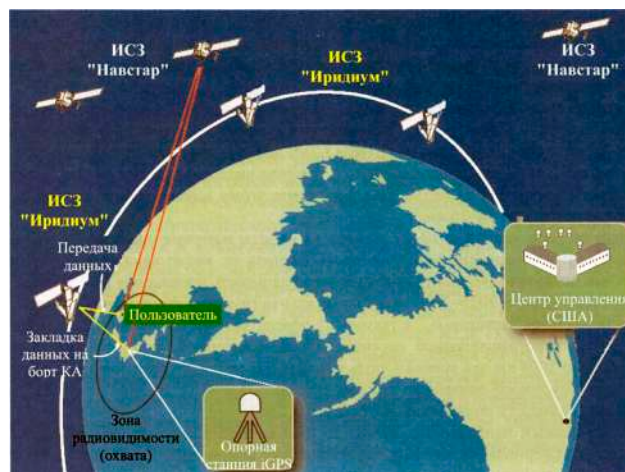 ИСЗ
"Навстар"
ИСЗ
"Иридиум"
ИСЗ
"Навстар"
ИСЗ
"Иридиум"
Передача
данных
Пользователь
Закладка
данных на
борт КА
Центр управления
(США)
Зона
радиовидимости
(охвата)
Опорная
станция iGPS